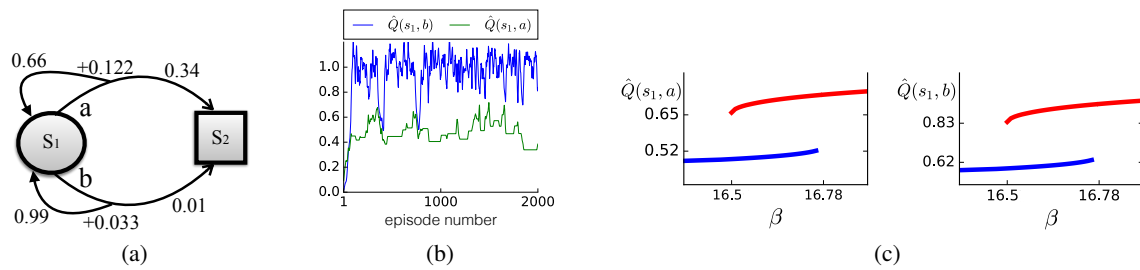 0.66
+0.122
0.34
a
S1
S2
b
0.99
+0.033
0.01
(a)
Q̂(s1, b)
Q̂(s1, a)
1.0
0.8
0.6
0.4
0.2
0.0
1
1000
2000
episode number
(b)
Q̂(s1, a)
0.65
0.52
16.5
16.78
β
Q̂(s1, b)
0.83
0.62
16.5
16.78
β
(c)